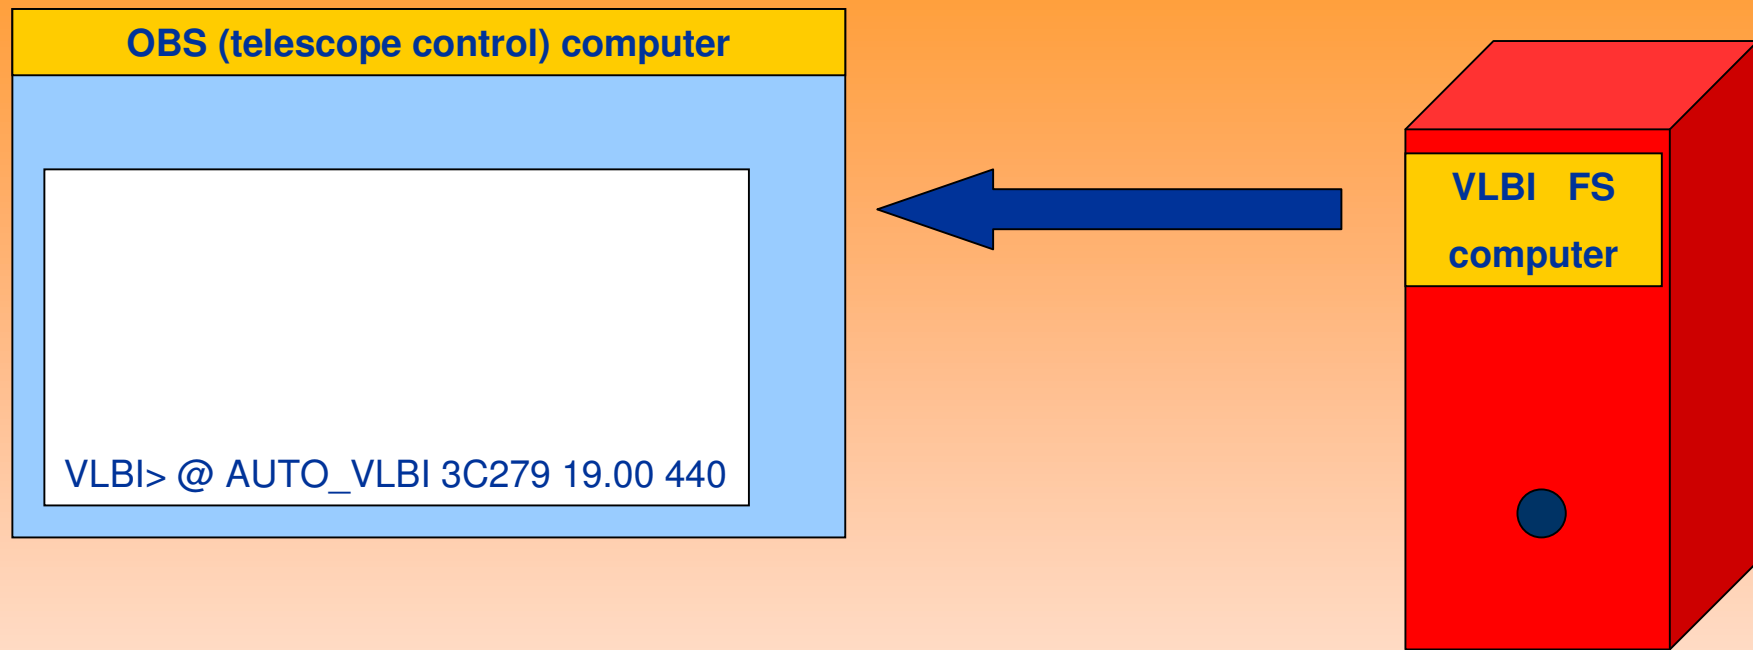 OBS (telescope control) computer
VLBI FS
computer
VLBI> @ AUTO_VLBI 3C279 19.00 440